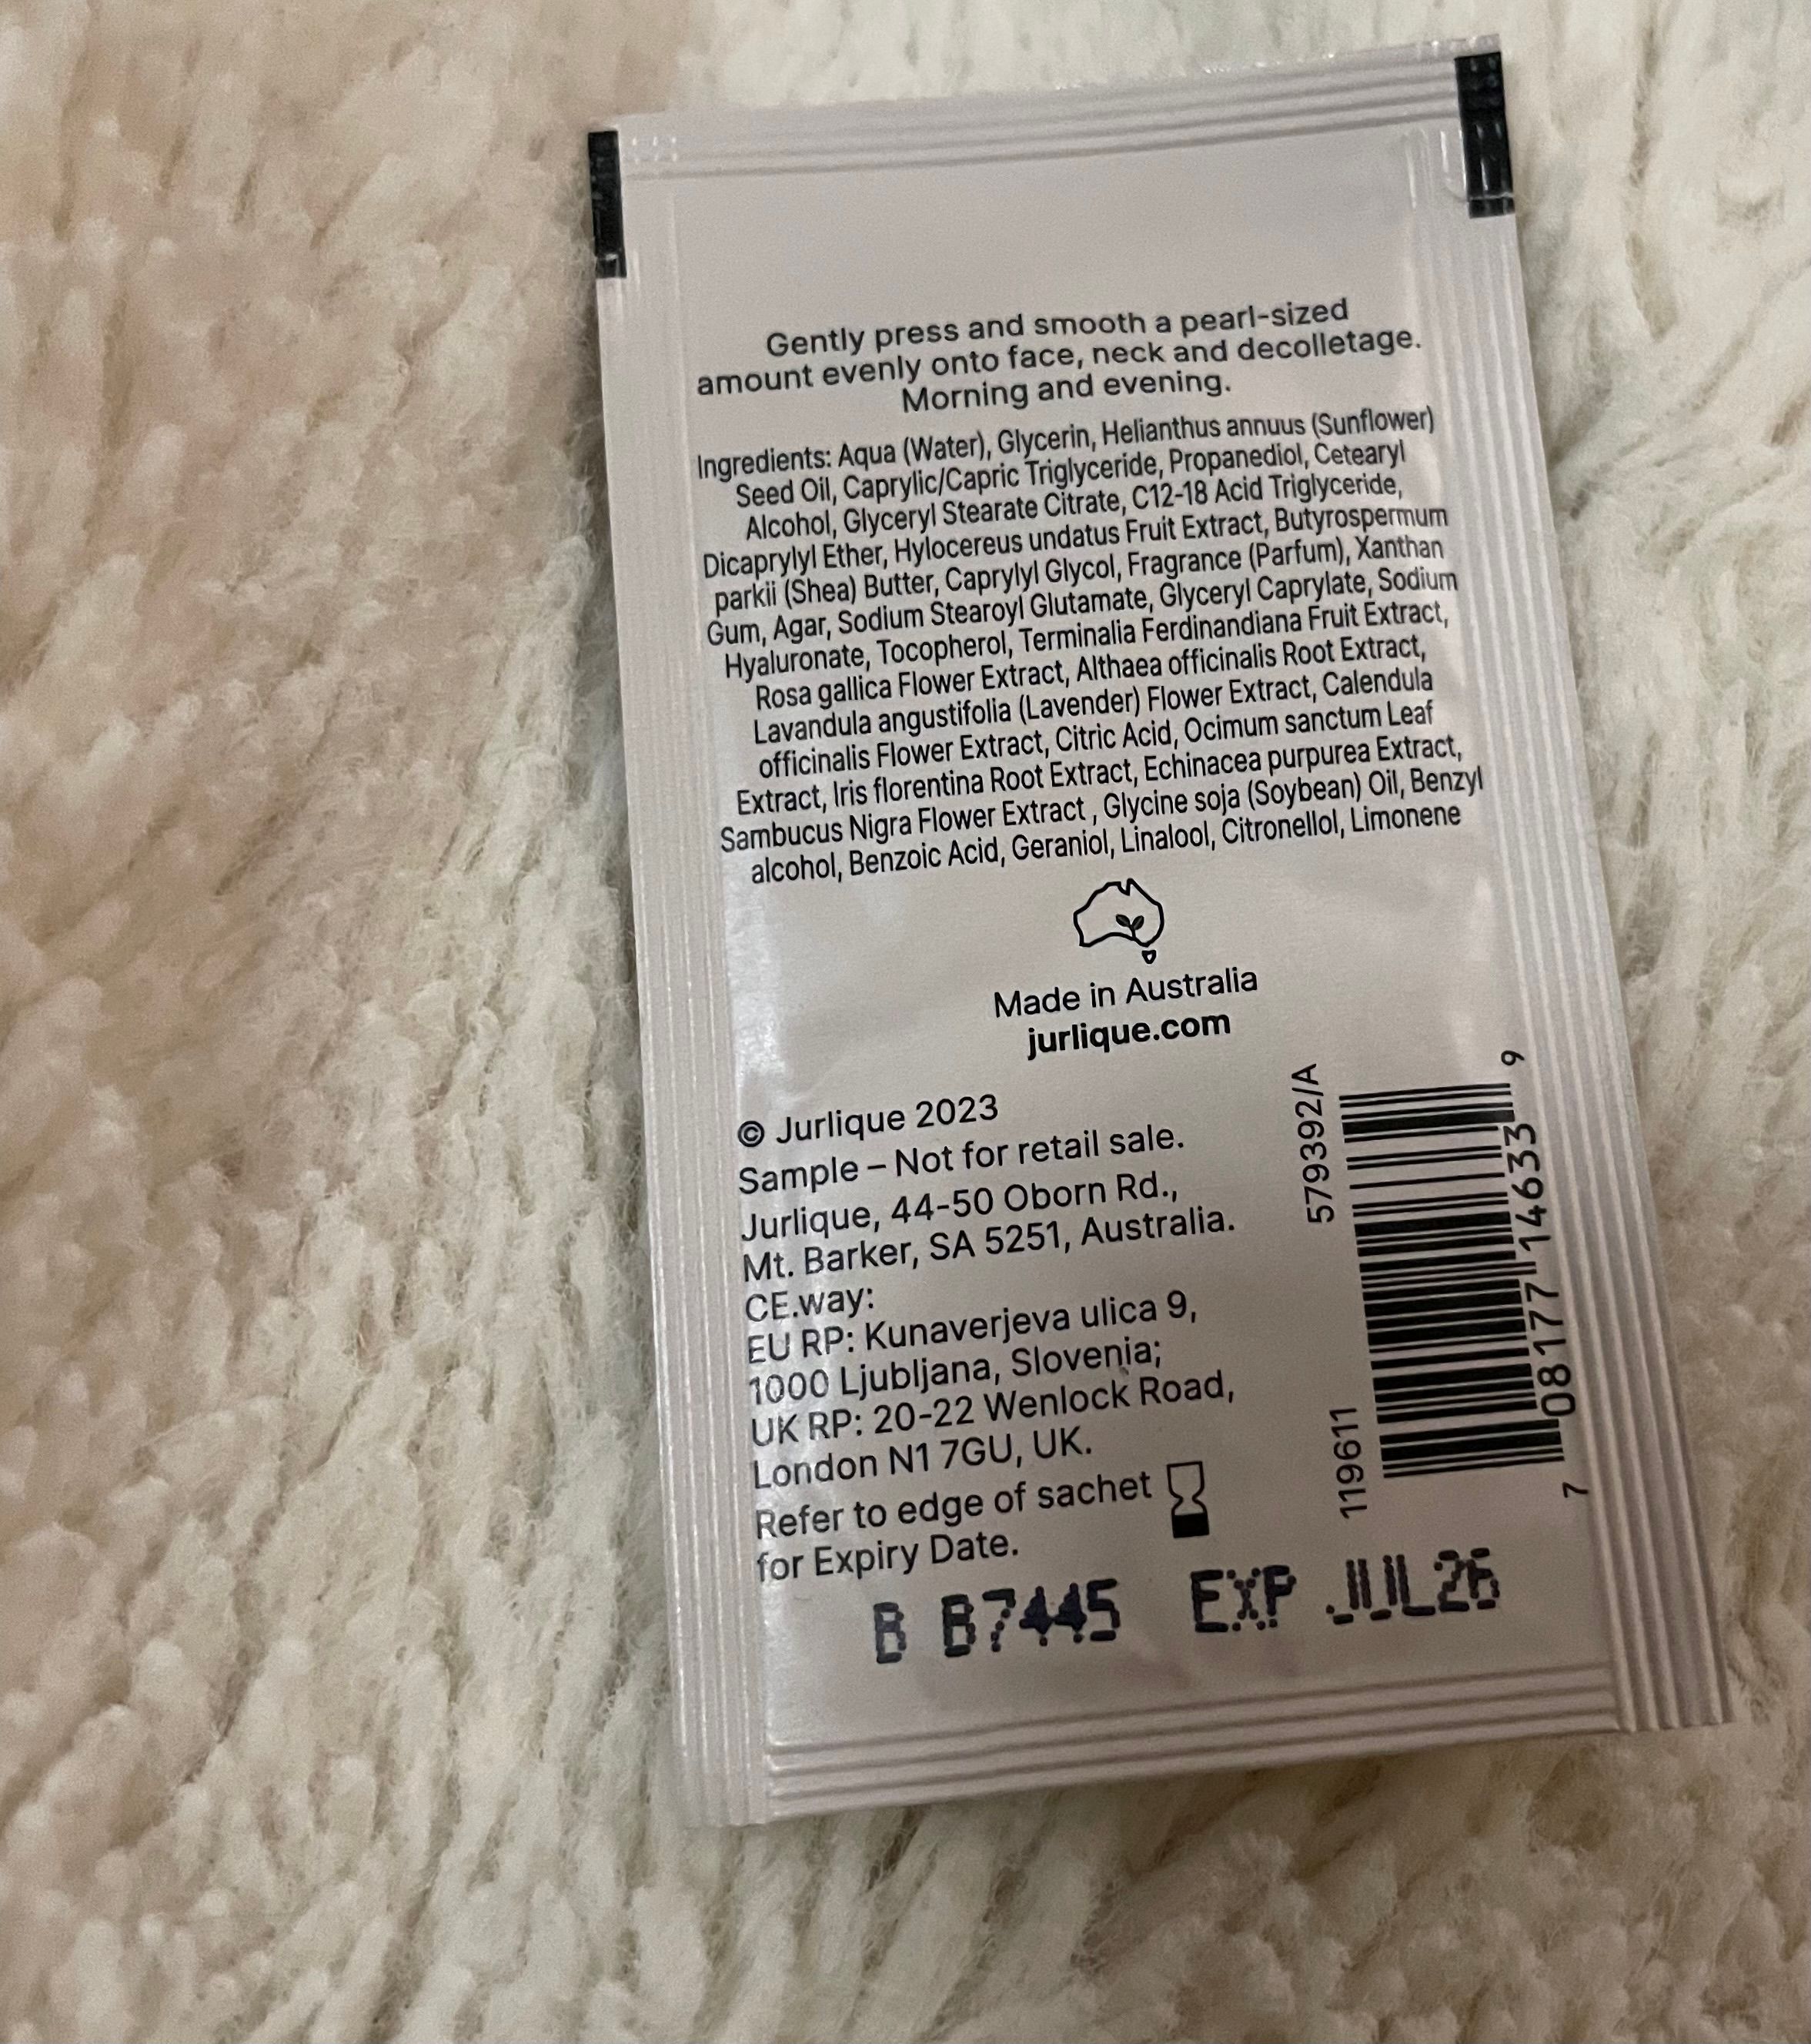 Gently press and smooth a pearl-sized
amount evenly onto face, neck and decolletage.
Morning and evening.
Ingredients: Aqua (Water), Glycerin, Helianthus annuus (Sunflower)
Seed Oil, Caprylic/Capric Triglyceride, Propanediol, Cetearyl
Alcohol, Glyceryl Stearate Citrate, C12-18 Acid Triglyceride,
Dicaprylyl Ether, Hylocereus undatus Fruit Extract, Butyrospermum
parkii (Shea) Butter, Caprylyl Glycol, Fragrance (Parfum), Xanthan
Gum, Agar, Sodium Stearoyl Glutamate, Glyceryl Caprylate, Sodium
Hyaluronate, Tocopherol, Terminalia Ferdinandiana Fruit Extract,
Rosa gallica Flower Extract, Althaea officinalis Root Extract,
Lavandula angustifolia (Lavender) Flower Extract, Calendula
officinalis Flower Extract, Citric Acid, Ocimum sanctum Leaf
Extract, Iris florentina Root Extract, Echinacea purpurea Extract,
Sambucus Nigra Flower Extract , Glycine soja (Soybean) Oil, Benzyl
alcohol, Benzoic Acid, Geraniol, Linalool, Citronellol, Limonene
Made in Australia
jurlique.com
© Jurlique 2023
Sample – Not for retail sale.
Jurlique, 44-50 Oborn Rd.,
Mt. Barker, SA 5251, Australia.
CE.way:
EU RP: Kunaverjeva ulica 9,
1000 Ljubljana, Slovenia;
UK RP: 20-22 Wenlock Road,
London N1 7GU, UK.
Refer to edge of sachet
for Expiry Date.
119611 579392/A
7 08177 14633 9
B B7445 EXP JUL26